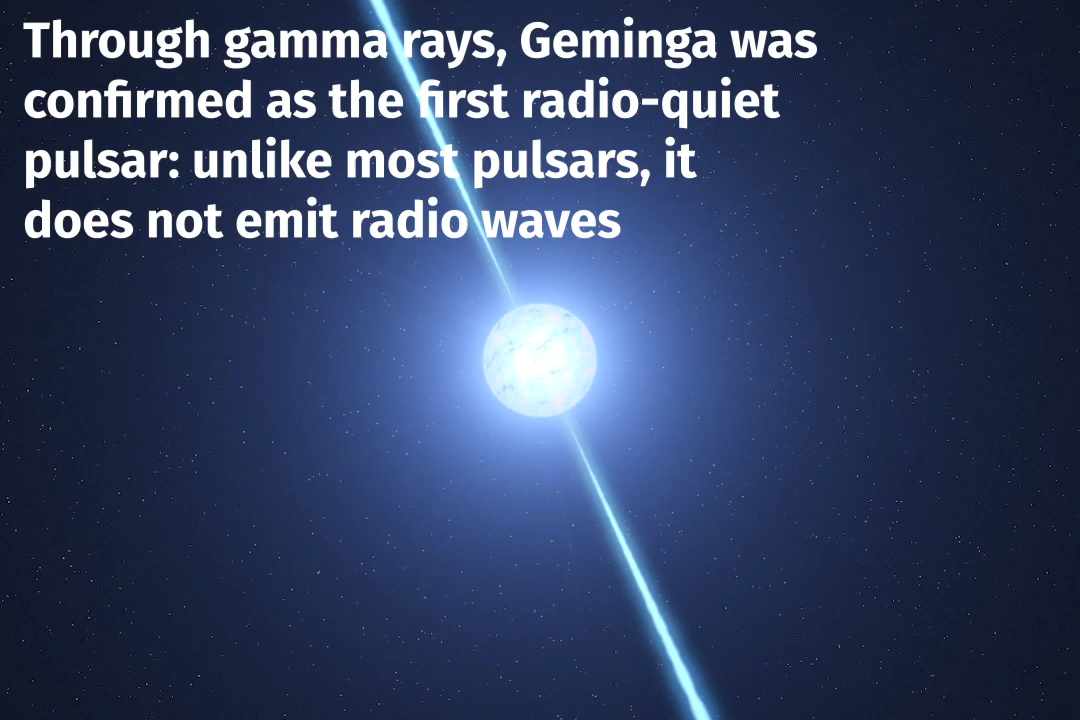 Through gamma rays, Geminga was
confirmed as the first radio-quiet
pulsar: unlike most pulsars, it
does not emit radio waves